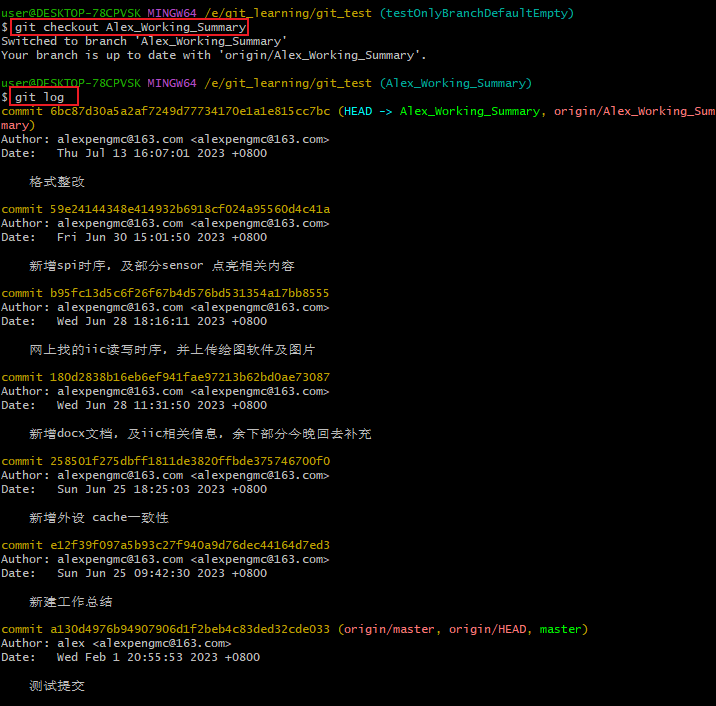 user@DESKTOP-78CPVSK MINGW64 /e/git_learning/git_test (testOnlyBranchDefaultEmpty)
$ git checkout Alex_Working_Summary
Switched to branch 'Alex_Working_Summary'
Your branch is up to date with 'origin/Alex_Working_Summary'.
user@DESKTOP-78CPVSK MINGW64 /e/git_learning/git_test (Alex_Working_Summary)
$ git log
commit 6bc87d30a5a2af7249d77734170e1a1e815cc7bc (HEAD -> Alex_Working_Summary, origin/Alex_Working_Sum
mary)
Author: alexpengmc@163.com <alexpengmc@163.com>
Date:   Thu Jul 13 16:07:01 2023 +0800
格式整改
commit 59e24144348e414932b6918cf024a95560d4c41a
Author: alexpengmc@163.com <alexpengmc@163.com>
Date:   Fri Jun 30 15:01:50 2023 +0800
新增spi时序, 及部分sensor 点亮相关内容
commit b95fc13d5c6f26f67b4d576bd531354a17bb8555
Author: alexpengmc@163.com <alexpengmc@163.com>
Date:   Wed Jun 28 18:16:11 2023 +0800
网上找的iic读写时序, 并上传绘图软件及图片
commit 180d2838b16eb6ef941fae97213b62bd0ae73087
Author: alexpengmc@163.com <alexpengmc@163.com>
Date:   Wed Jun 28 11:31:50 2023 +0800
新增docx文档, 及iic相关信息, 余下部分今晚回去补充
commit 258501f275dbff1811de3820ffbde375746700f0
Author: alexpengmc@163.com <alexpengmc@163.com>
Date:   Sun Jun 25 18:25:03 2023 +0800
新增外设 cache一致性
commit e12f39f097a5b93c27f940a9d76dec44164d7ed3
Author: alexpengmc@163.com <alexpengmc@163.com>
Date:   Sun Jun 25 09:42:30 2023 +0800
新建工作总结
commit a130d4976b94907906d1f2beb4c83ded32cde033 (origin/master, origin/HEAD, master)
Author: alex <alexpengmc@163.com>
Date:   Wed Feb 1 20:55:53 2023 +0800
测试提交